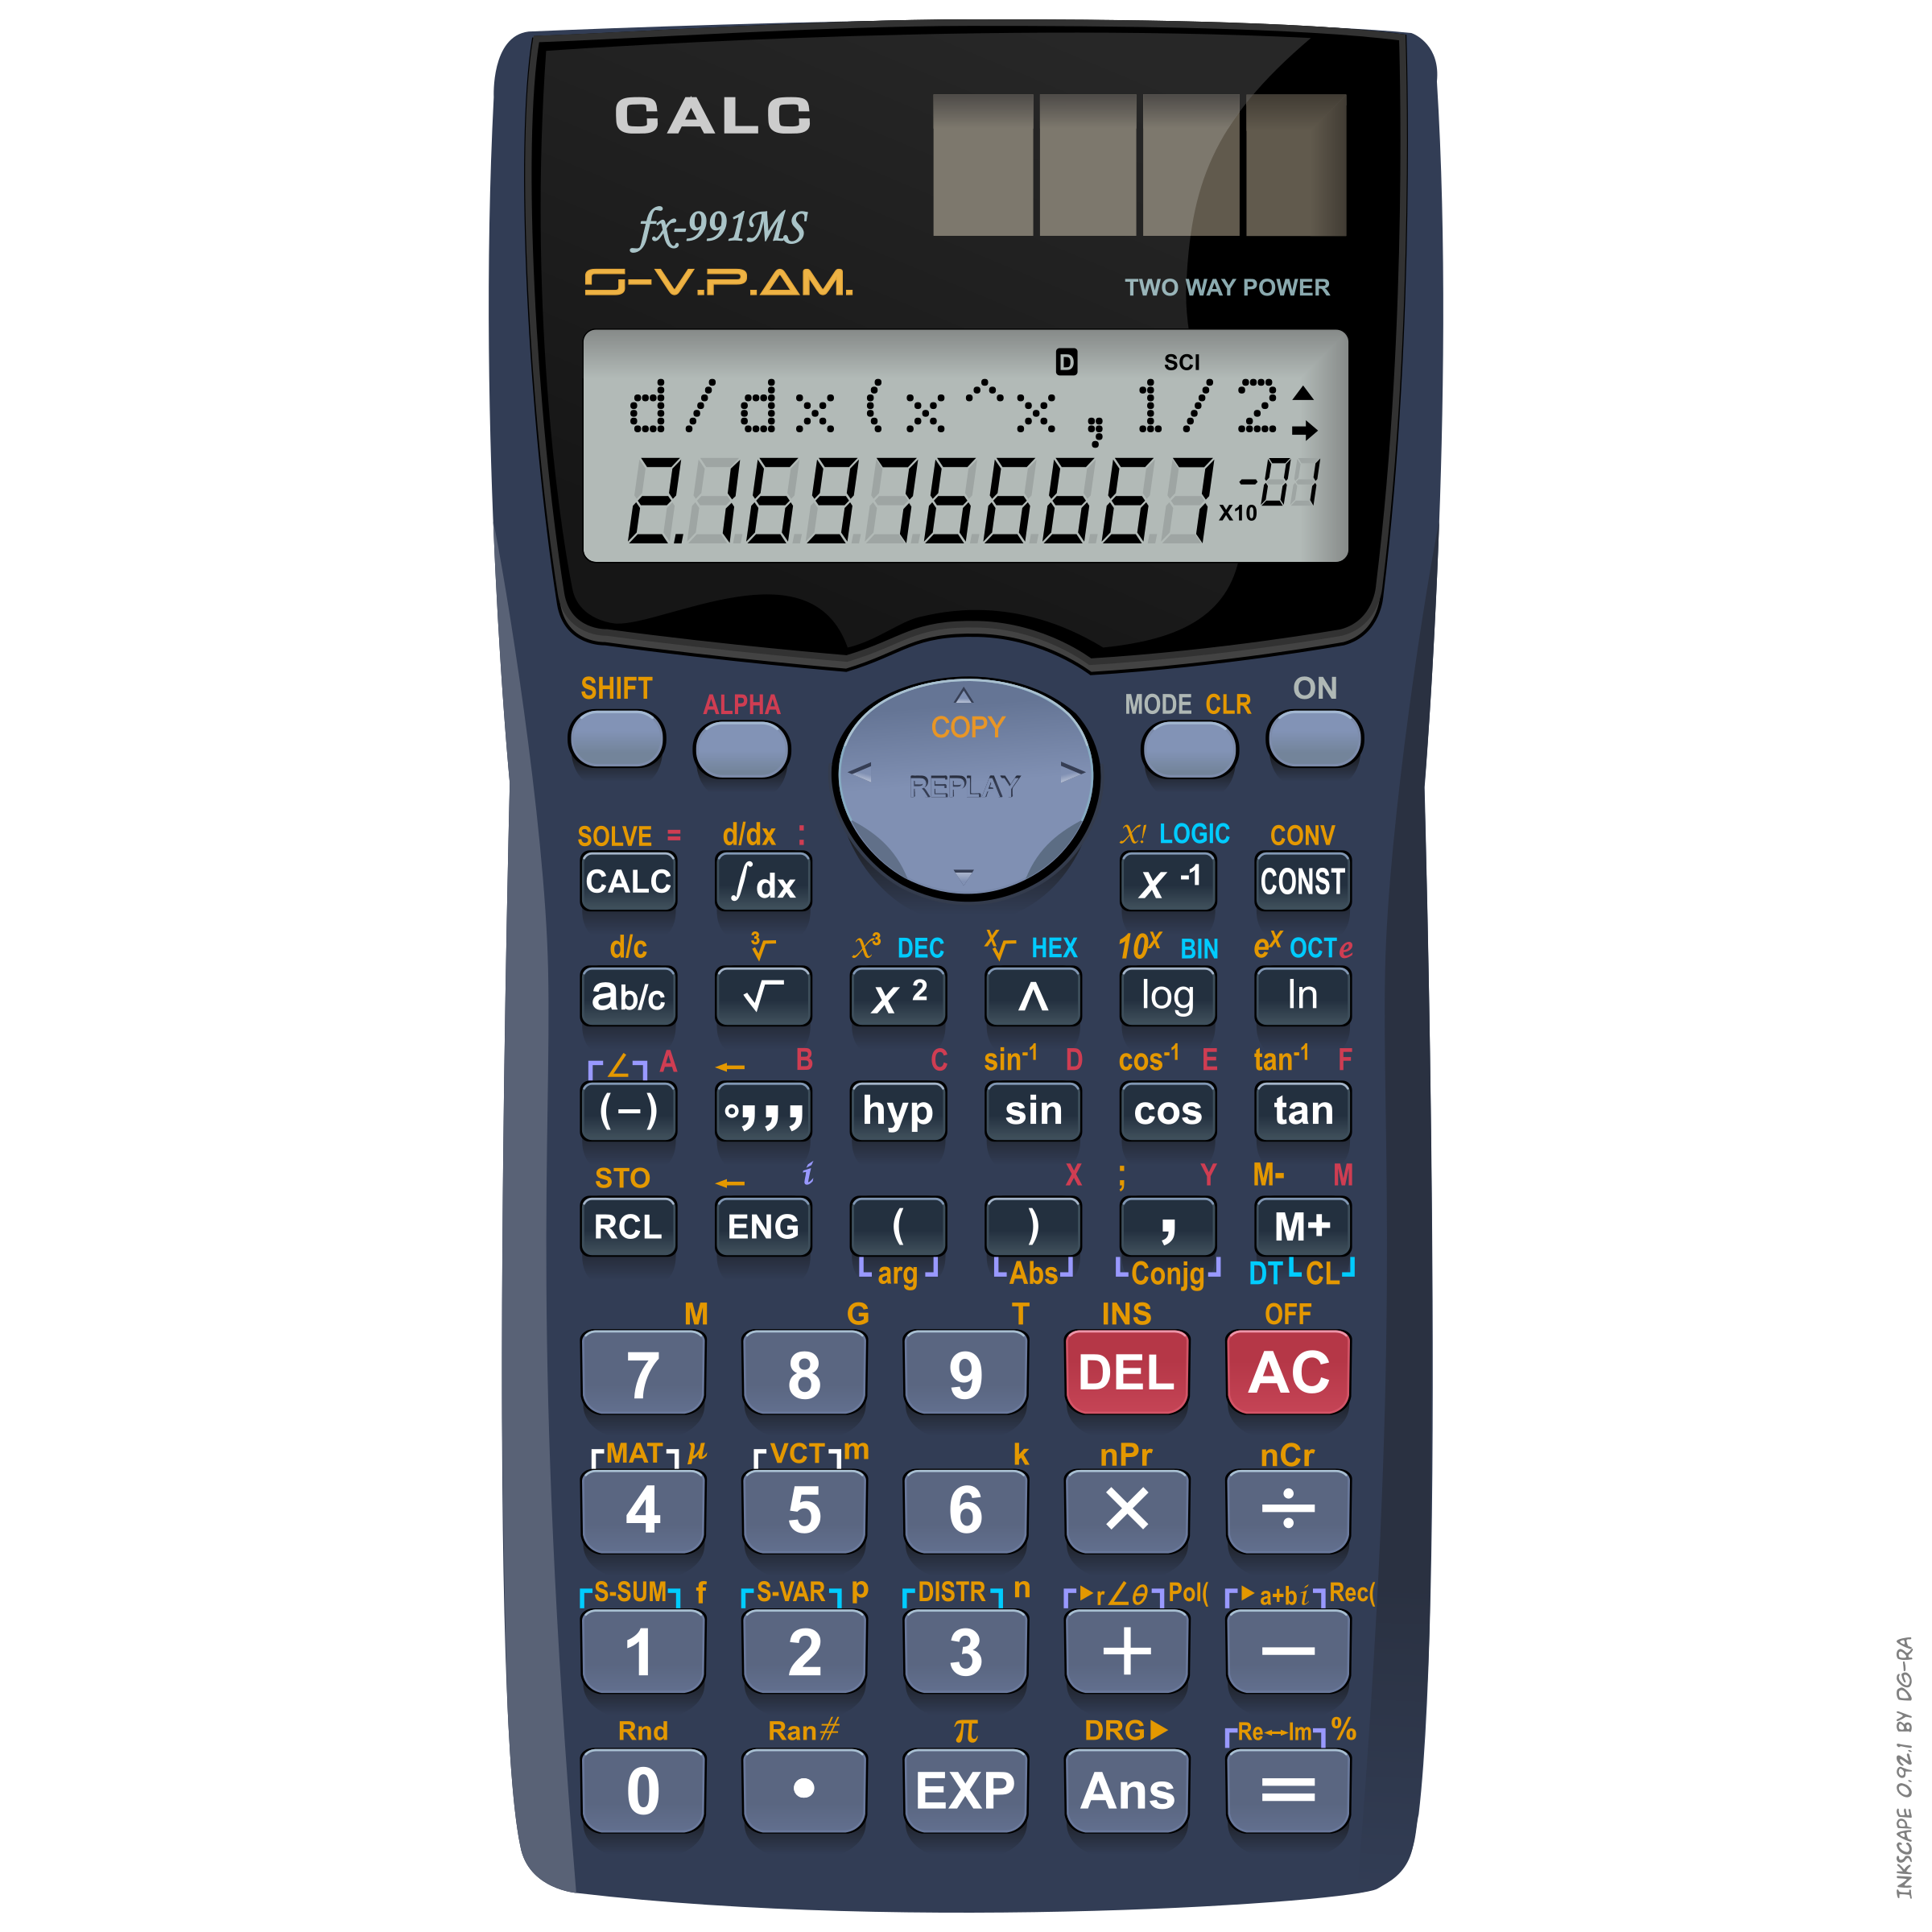 CALC
fx-991MS
S-V.P.AM.
TWO WAY POWER
D SCI
d/dx(x^x,1/2
2.169766667 X10 -01
SHIFT ALPHA COPY MODE CLR ON
REPLAY
SOLVE = d/dx : x! LOGIC CONV
CALC ∫dx x⁻¹ CONST
d/c ³√ x³ DEC ˣ√ HEX 10ˣ BIN eˣ OCT e
ab/c √ x² ^ log ln
∠ A ← B C sin⁻¹ D cos⁻¹ E tan⁻¹ F
(−) °,,, hyp sin cos tan
STO ← i X ; Y M- M
RCL ENG ( ) , M+
arg Abs Conjg DT CL
M G T INS OFF
7 8 9 DEL AC
MAT μ VCT m k nPr nCr
4 5 6 × ÷
S-SUM f S-VAR p DISTR n ▶r∠θ Pol( ▶a+bi Rec(
1 2 3 + −
Rnd Ran# π DRG▶ Re↔Im %
0 • EXP Ans =
INKSCAPE 0.92.1 BY DG-RA